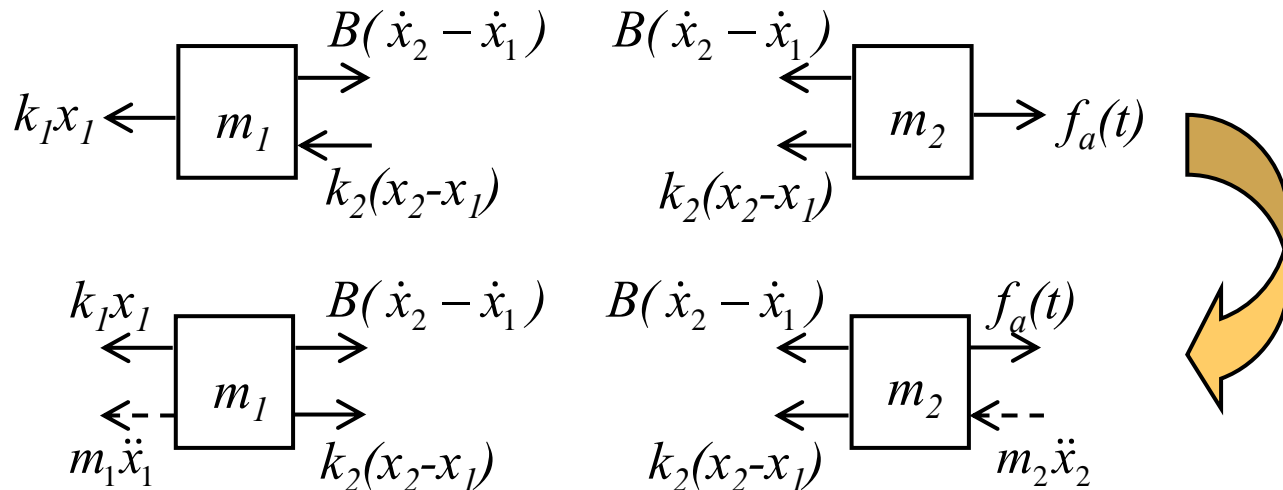 B(ẋ₂ − ẋ₁)
k₁x₁
m₁
k₂(x₂-x₁)
B(ẋ₂ − ẋ₁)
m₂
fₐ(t)
k₂(x₂-x₁)
k₁x₁
B(ẋ₂ − ẋ₁)
m₁
m₁ẍ₁
k₂(x₂-x₁)
B(ẋ₂ − ẋ₁)
fₐ(t)
m₂
k₂(x₂-x₁)
m₂ẍ₂